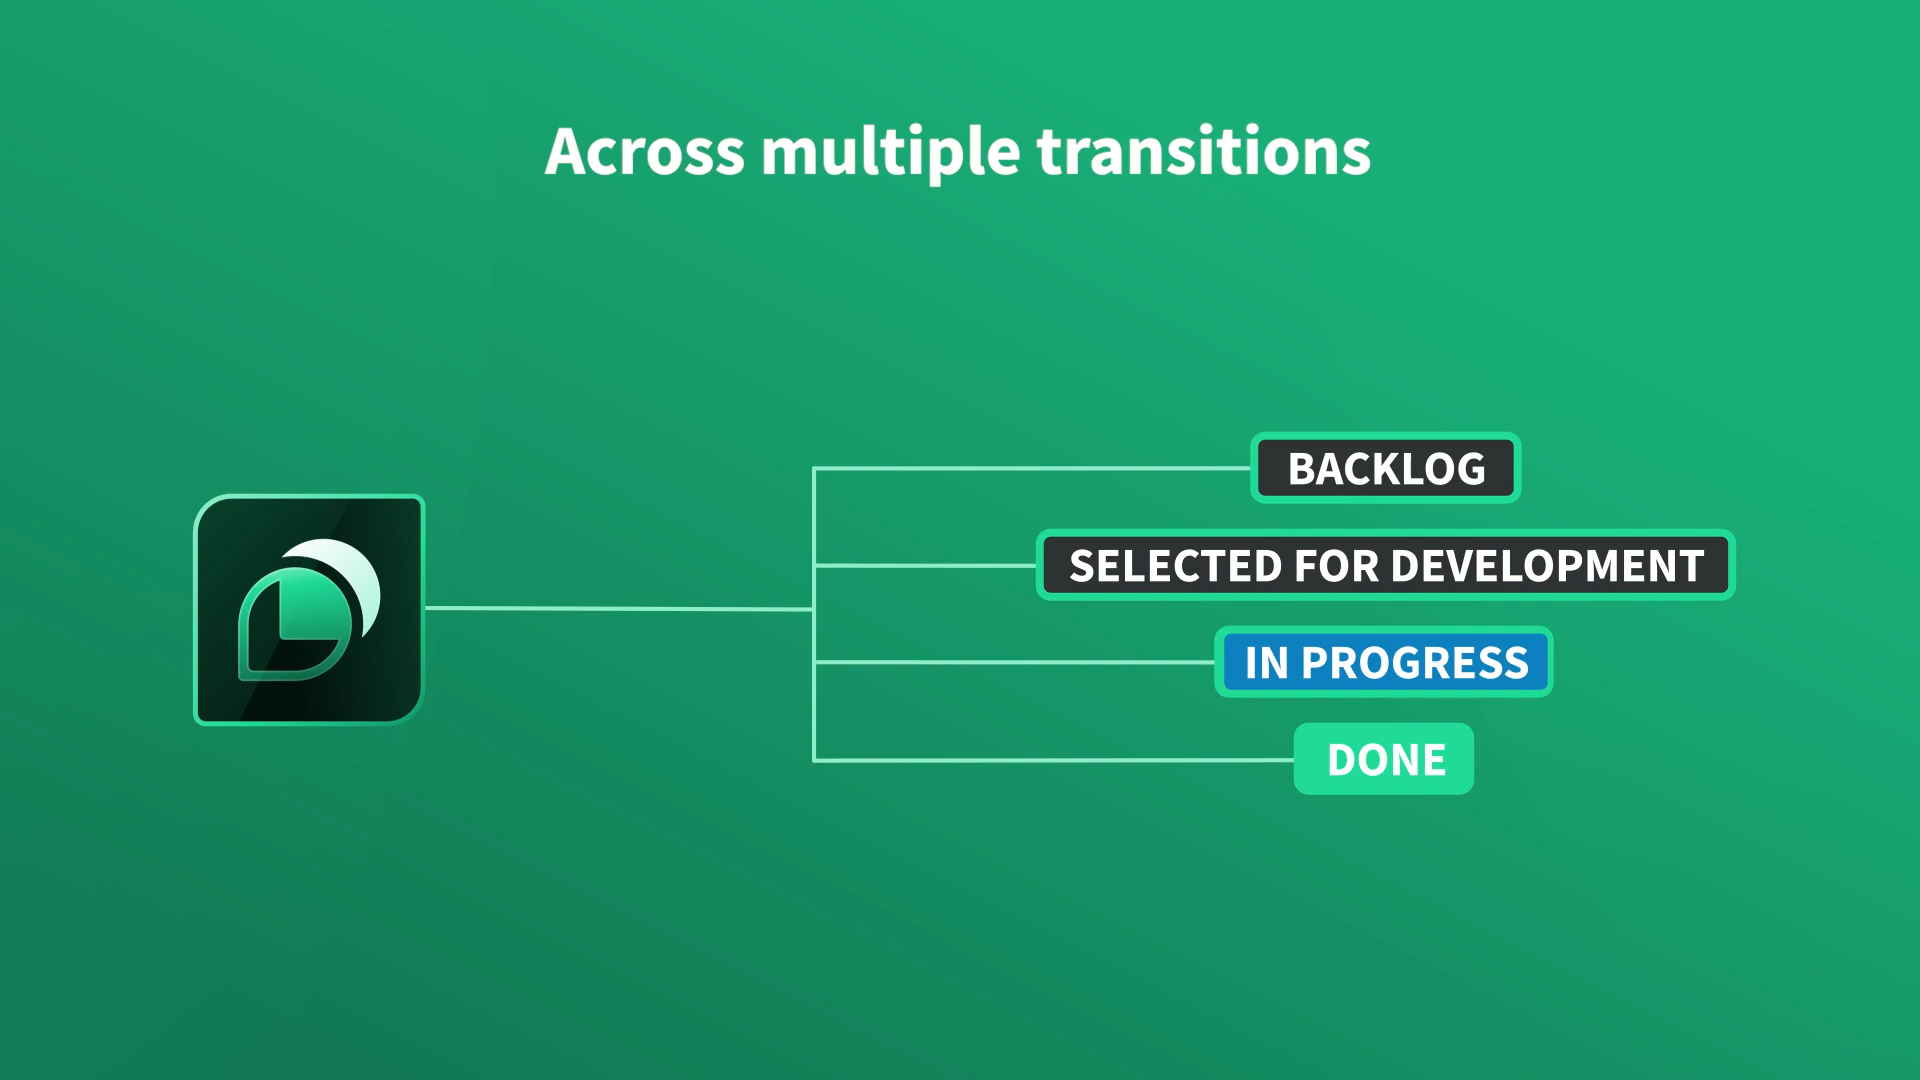 Across multiple transitions
BACKLOG
SELECTED FOR DEVELOPMENT
IN PROGRESS
DONE